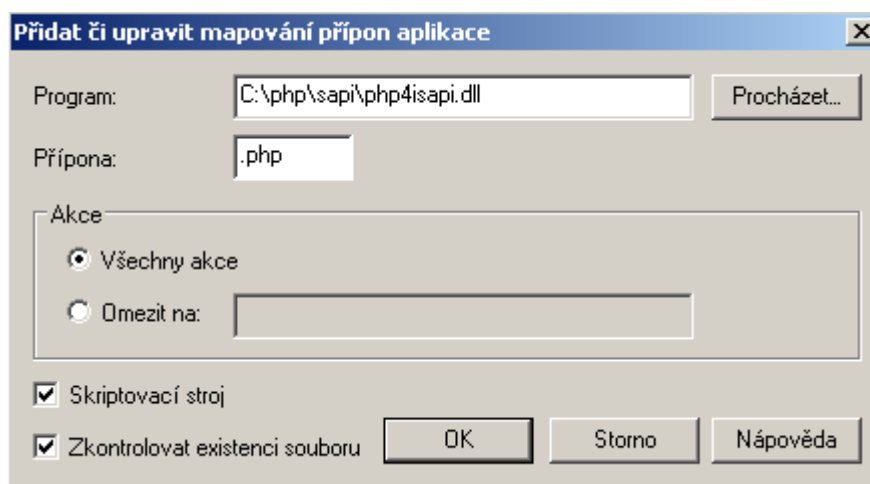 Přidat či upravit mapování přípon aplikace
Program: C:\php\sapi\php4isapi.dll Procházet...
Přípona: .php
Akce
Všechny akce
Omezit na:
Skriptovací stroj
Zkontrolovat existenci souboru OK Storno Nápověda